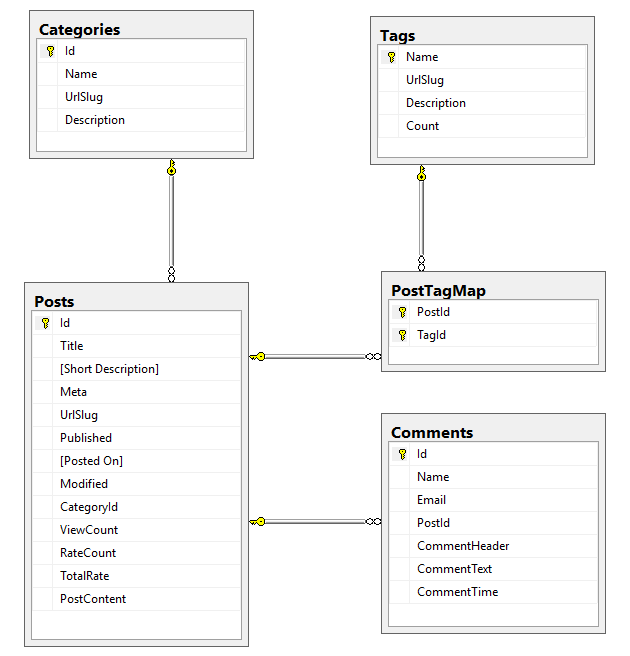 Categories
Id
Name
UrlSlug
Description
Tags
Name
UrlSlug
Description
Count
Posts
Id
Title
[Short Description]
Meta
UrlSlug
Published
[Posted On]
Modified
CategoryId
ViewCount
RateCount
TotalRate
PostContent
PostTagMap
PostId
TagId
Comments
Id
Name
Email
PostId
CommentHeader
CommentText
CommentTime